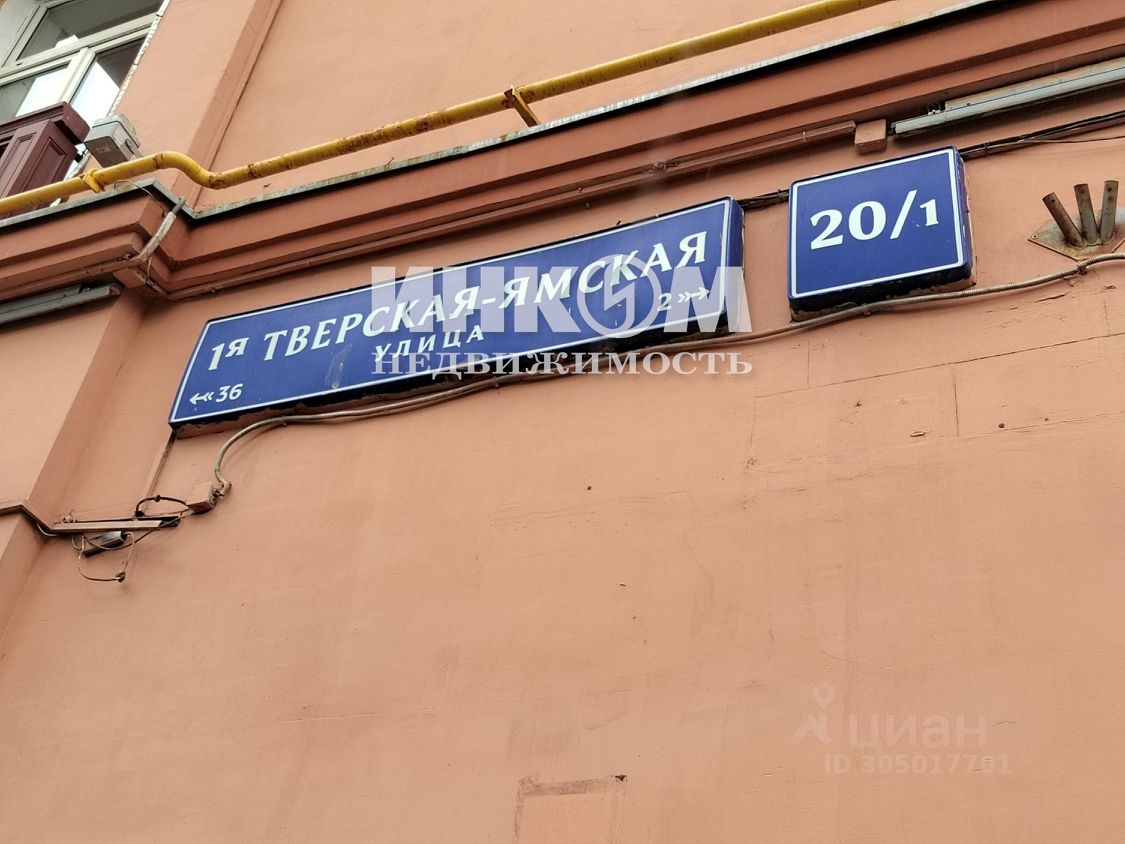 1я ТВЕРСКАЯ-ЯМСКАЯ
УЛИЦА
36
2
20/1
ИНКОМ
НЕДВИЖИМОСТЬ
циан
ID 305017701